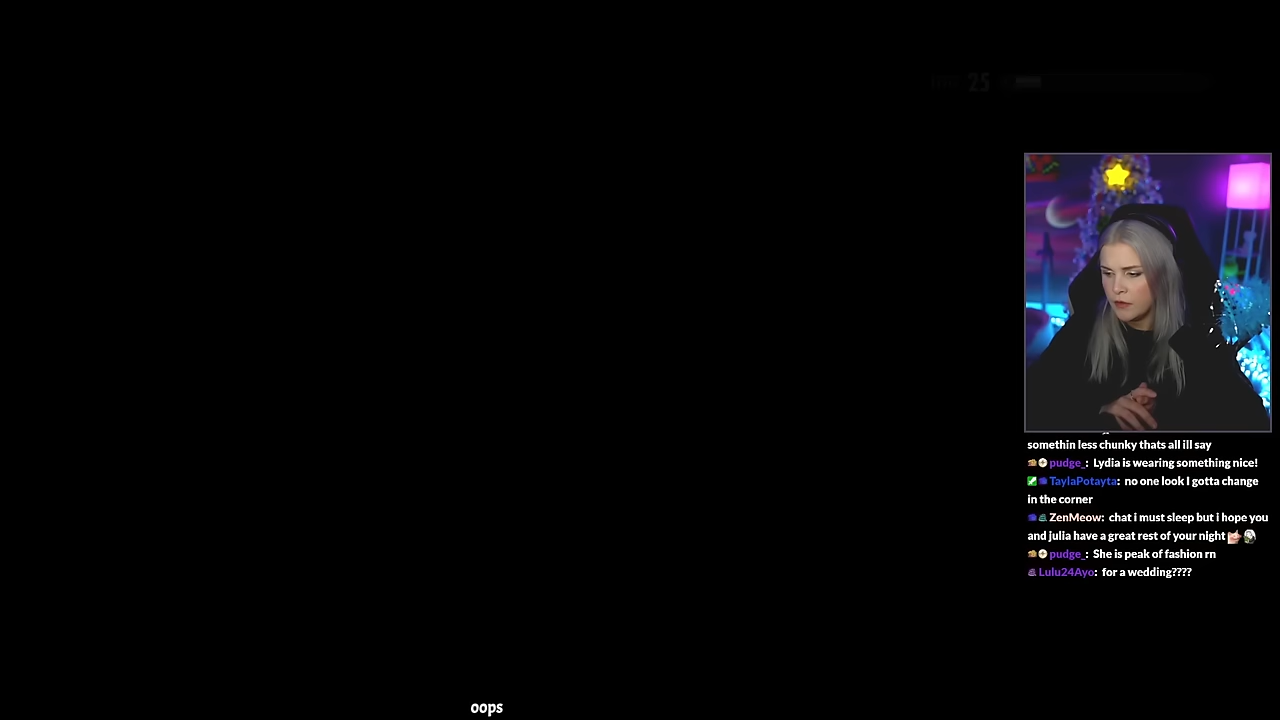 25
somethin less chunky thats all ill say
pudge_: Lydia is wearing something nice!
TaylaPotayta: no one look I gotta change
in the corner
ZenMeow: chat i must sleep but i hope you
and julia have a great rest of your night
pudge_: She is peak of fashion rn
Lulu24Ayo: for a wedding????
oops